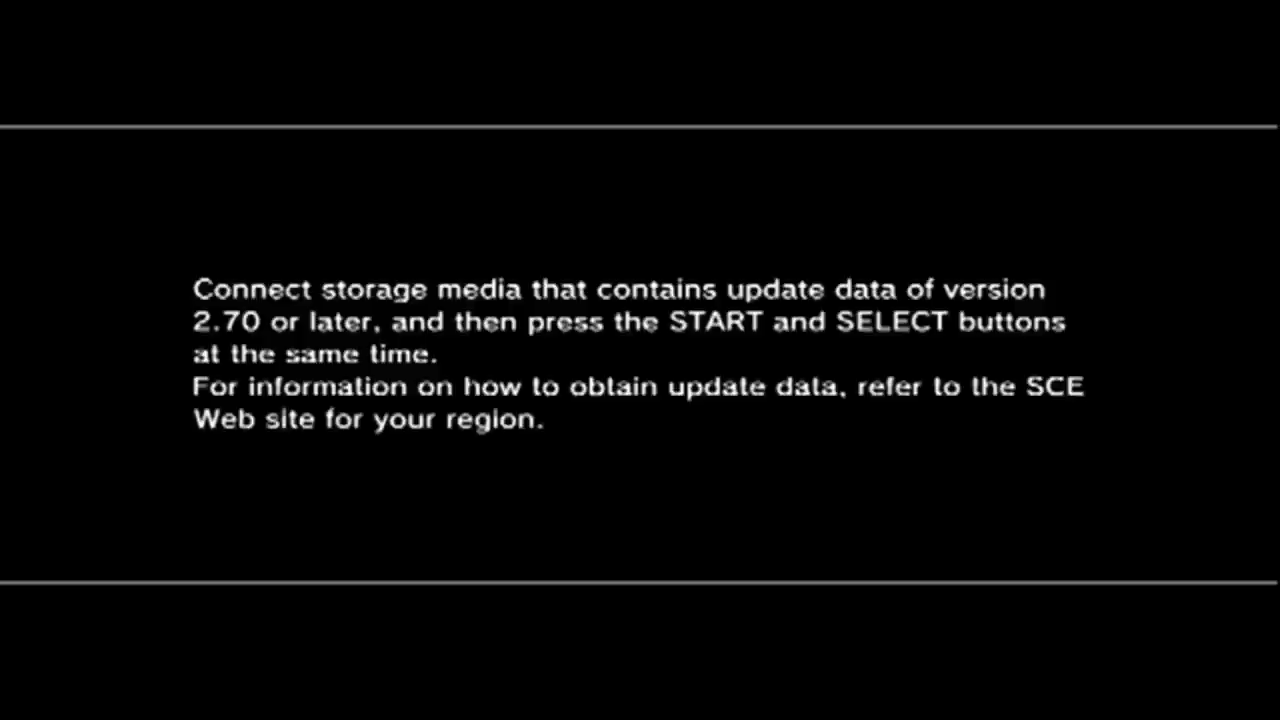 Connect storage media that contains update data of version
2.70 or later, and then press the START and SELECT buttons
at the same time.
For information on how to obtain update data, refer to the SCE
Web site for your region.